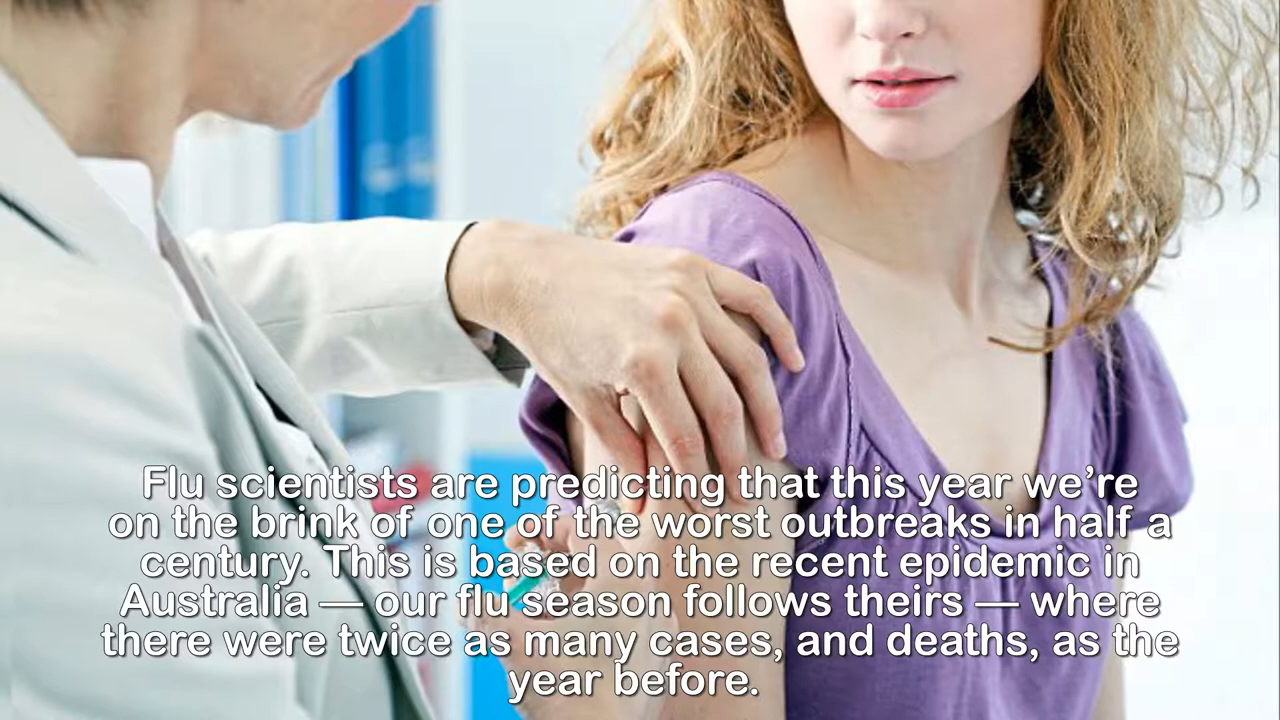 Flu scientists are predicting that this year we’re
on the brink of one of the worst outbreaks in half a
century. This is based on the recent epidemic in
Australia — our flu season follows theirs — where
there were twice as many cases, and deaths, as the
year before.